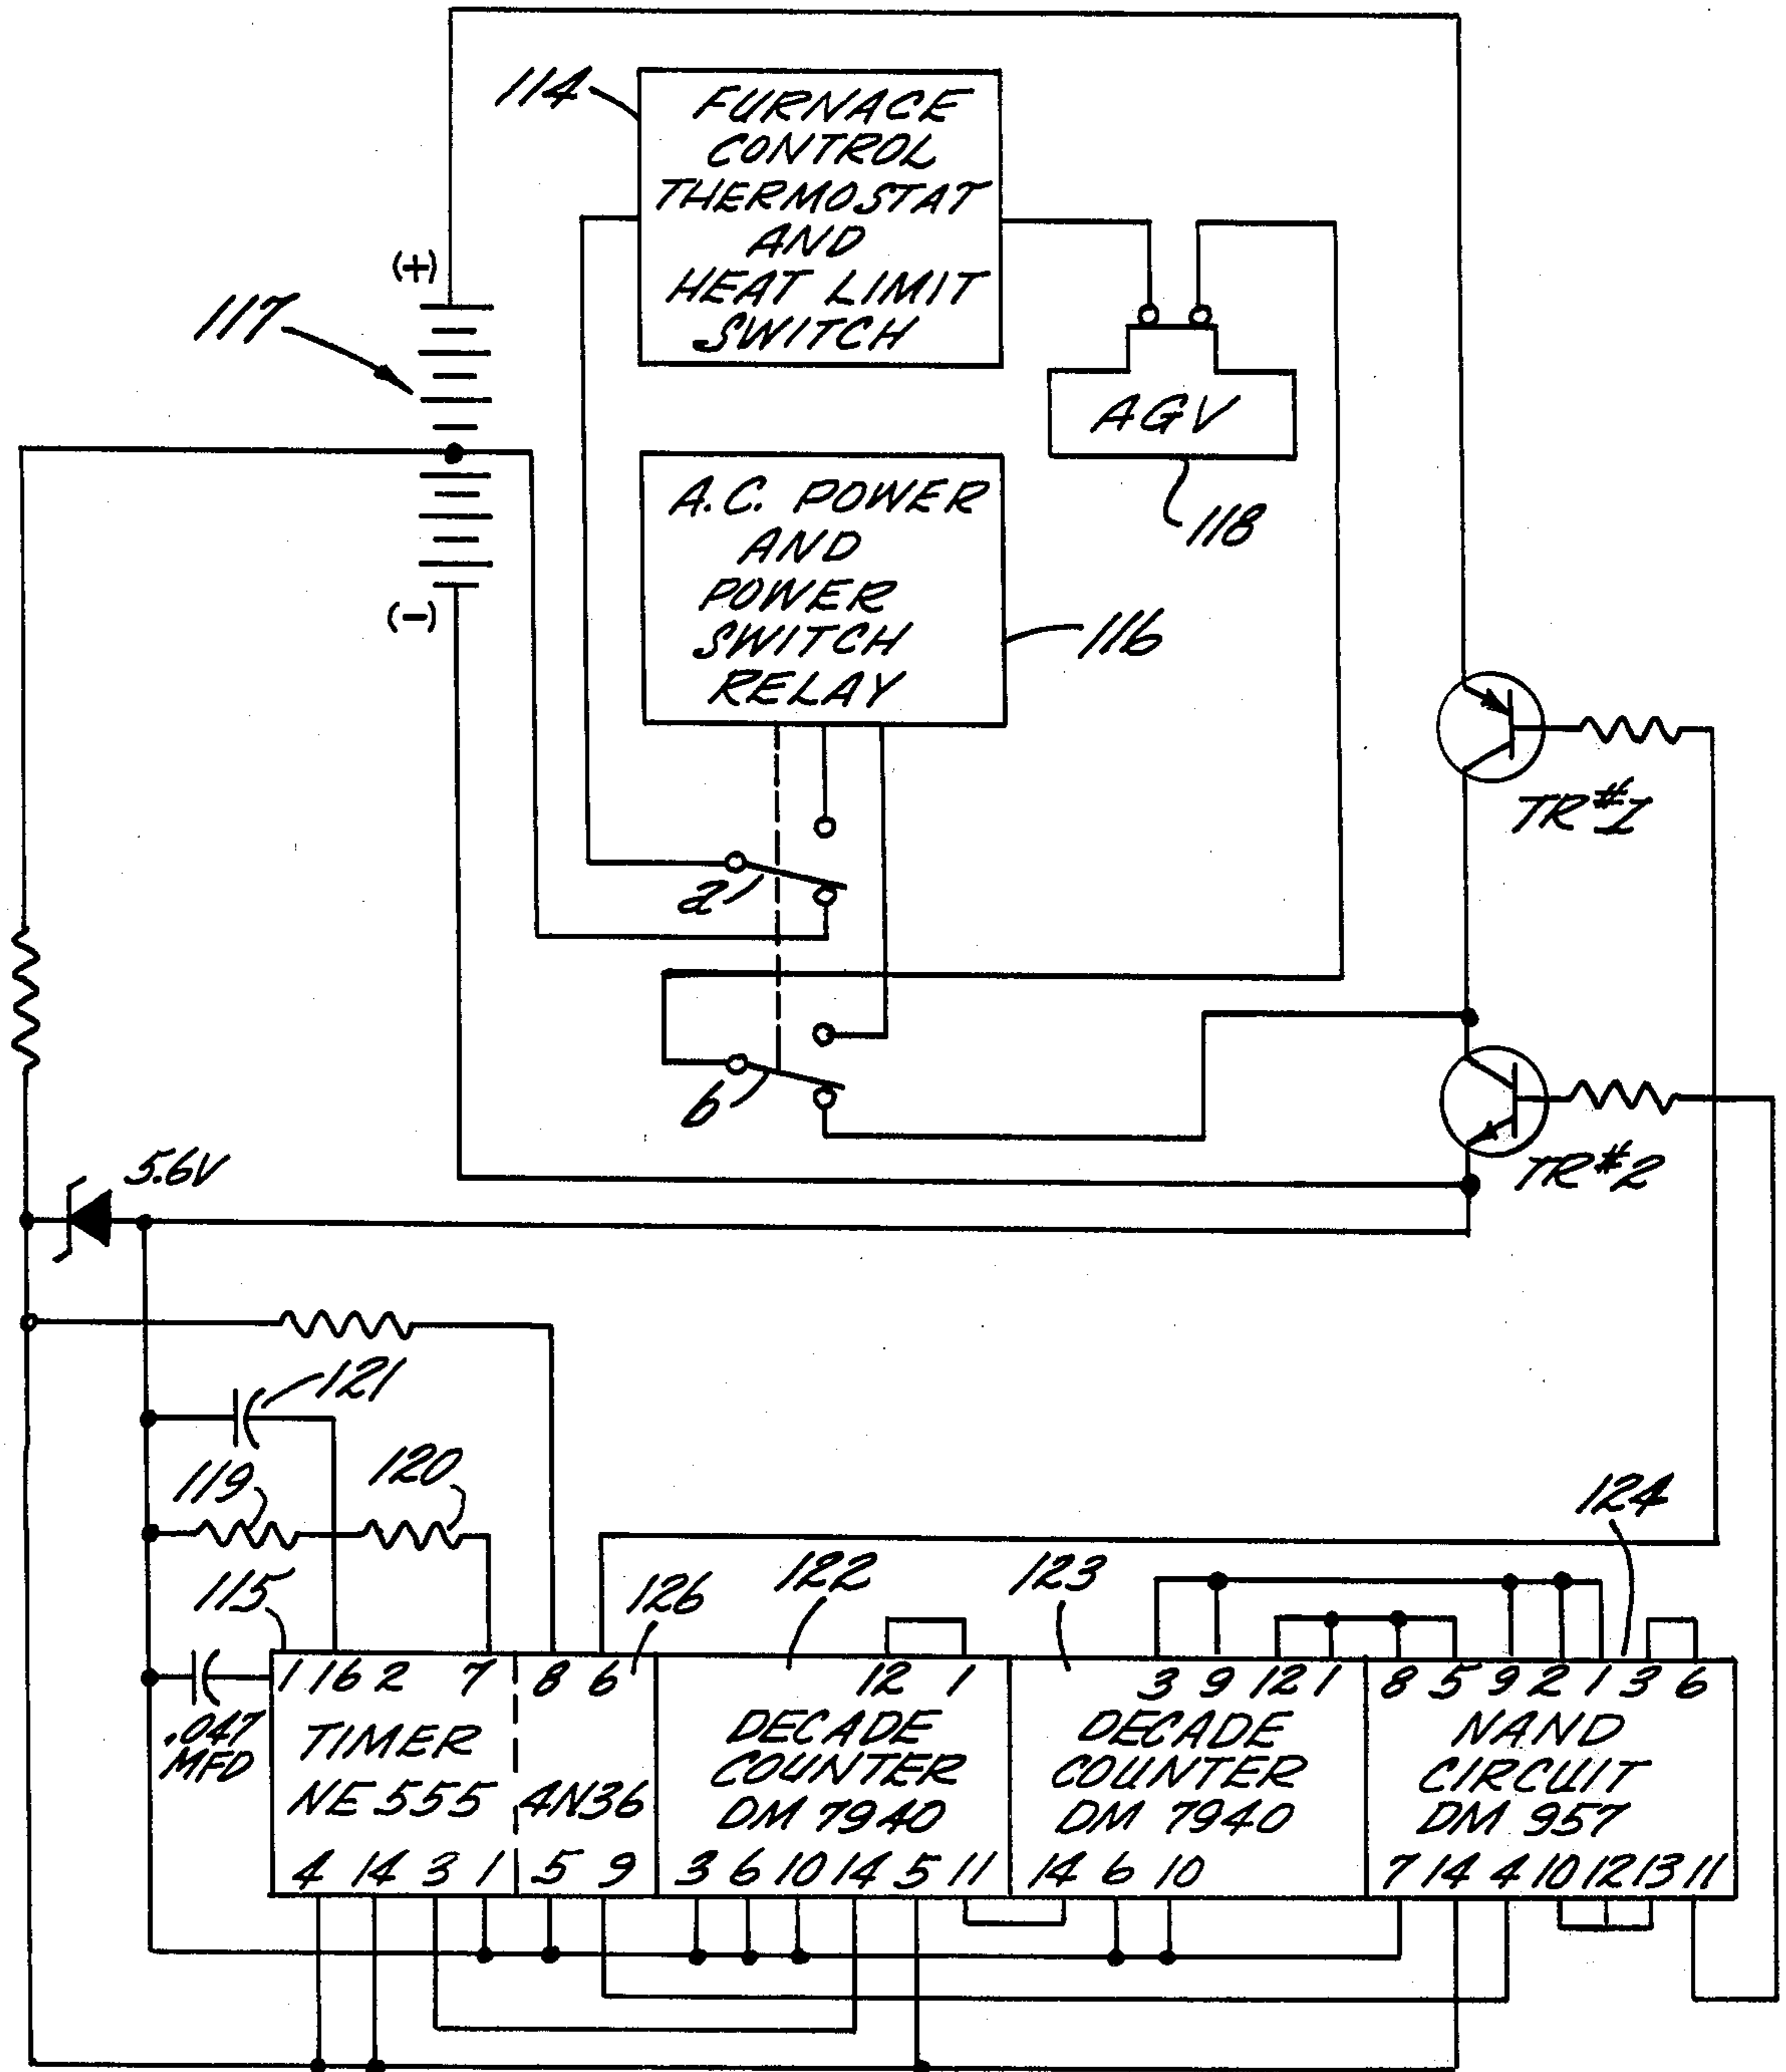 114
FURNACE
CONTROL
THERMOSTAT
AND
HEAT LIMIT
SWITCH
(+)
117
AGV
118
A.C. POWER
AND
POWER
SWITCH
RELAY
116
(-)
TR#1
a
b
TR#2
5.6V
121
119
120
124
115
126
122
123
1 16 2 7 8 6 12 1 3 9 12 1 8 5 9 2 1 3 6
.047
MFD
TIMER
NE 555
4N36
DECADE
COUNTER
DM 7940
DECADE
COUNTER
DM 7940
NAND
CIRCUIT
DM 957
4 14 3 1 5 9 3 6 10 14 5 11 14 6 10 7 14 4 10 12 13 11